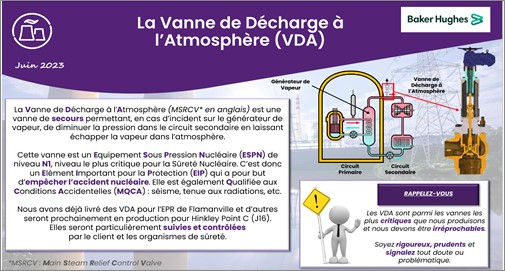 La Vanne de Décharge à
l'Atmosphère (VDA)
Baker Hughes
Juin 2023
La Vanne de Décharge à l'Atmosphère (MSRCV* en anglais) est une
vanne de secours permettant, en cas d'incident sur le générateur de
vapeur, de diminuer la pression dans le circuit secondaire en laissant
échapper la vapeur dans l'atmosphère.
Cette vanne est un Equipement Sous Pression Nucléaire (ESPN) de
niveau N1, niveau le plus critique pour la Sûreté Nucléaire. C'est donc
un Elément Important pour la Protection (EIP) qui a pour but
d'empêcher l'accident nucléaire. Elle est également Qualifiée aux
Conditions Accidentelles (MQCA) : séisme, tenue aux radiations, etc.
Nous avons déjà livré des VDA pour l'EPR de Flamanville et d'autres
seront prochainement en production pour Hinkley Point C (J16).
Elles seront particulièrement suivies et contrôlées
par le client et les organismes de sûreté.
*MSRCV : Main Steam Relief Control Valve
Générateur de
Vapeur
Vanne de
Décharge à
l'Atmosphère
Circuit
Primaire
Circuit
Secondaire
RAPPELEZ-VOUS
Les VDA sont parmi les vannes les
plus critiques que nous produisons
et nous devons être irréprochables.
Soyez rigoureux, prudents et
signalez tout doute ou
problématique.